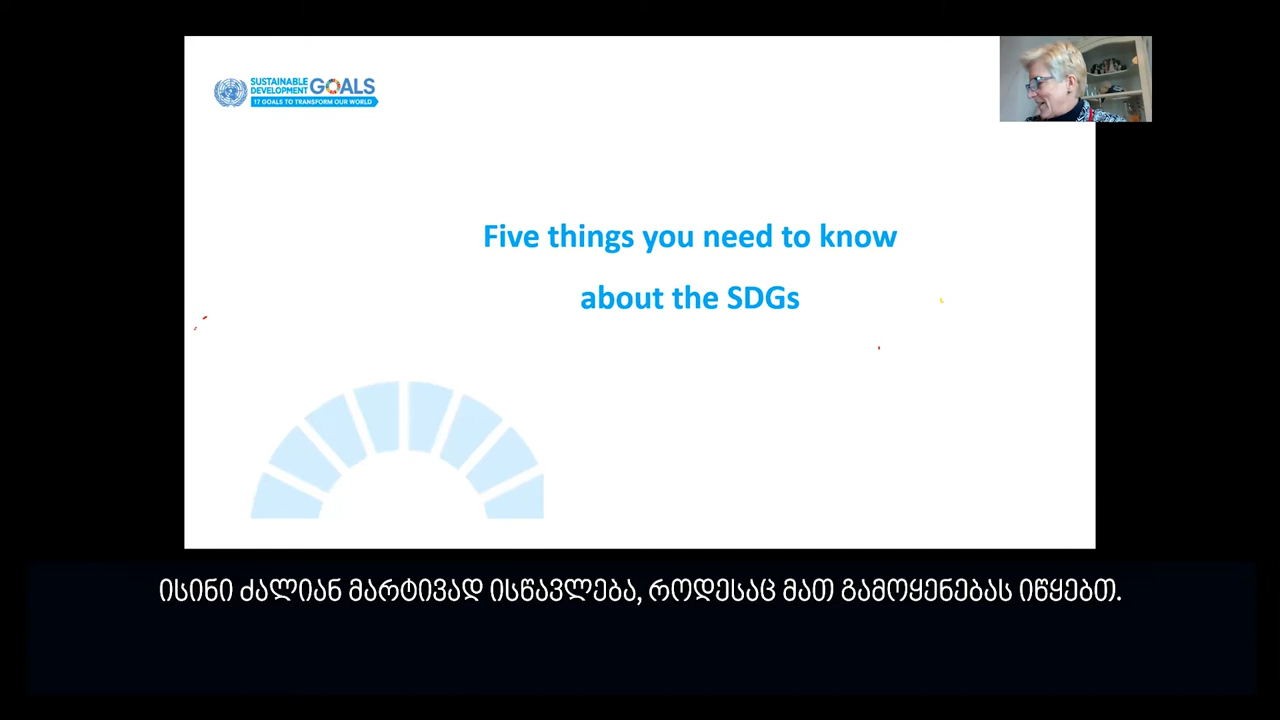 SUSTAINABLE
DEVELOPMENT GOALS
17 GOALS TO TRANSFORM OUR WORLD
Five things you need to know
about the SDGs
ისინი ძალიან მარტივად ისწავლება, როდესაც მათ გამოყენებას იწყებთ.